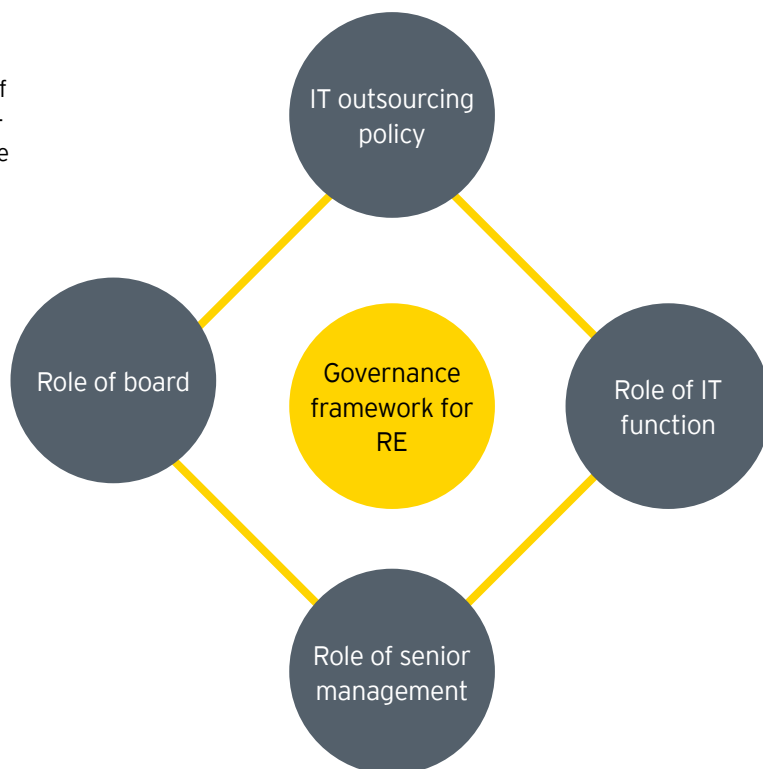 f
-
e
IT outsourcing
policy
Role of board
Governance
framework for
RE
Role of IT
function
Role of senior
management